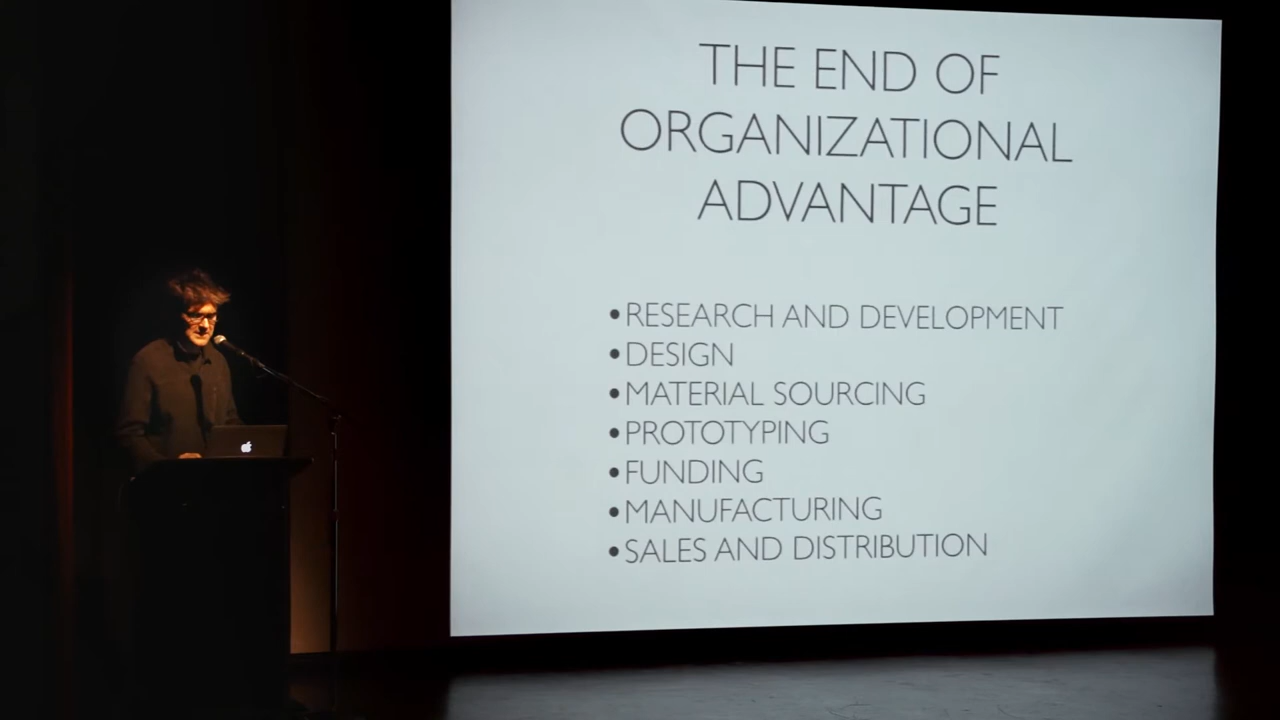 THE END OF
ORGANIZATIONAL
ADVANTAGE
•RESEARCH AND DEVELOPMENT
•DESIGN
•MATERIAL SOURCING
•PROTOTYPING
•FUNDING
•MANUFACTURING
•SALES AND DISTRIBUTION